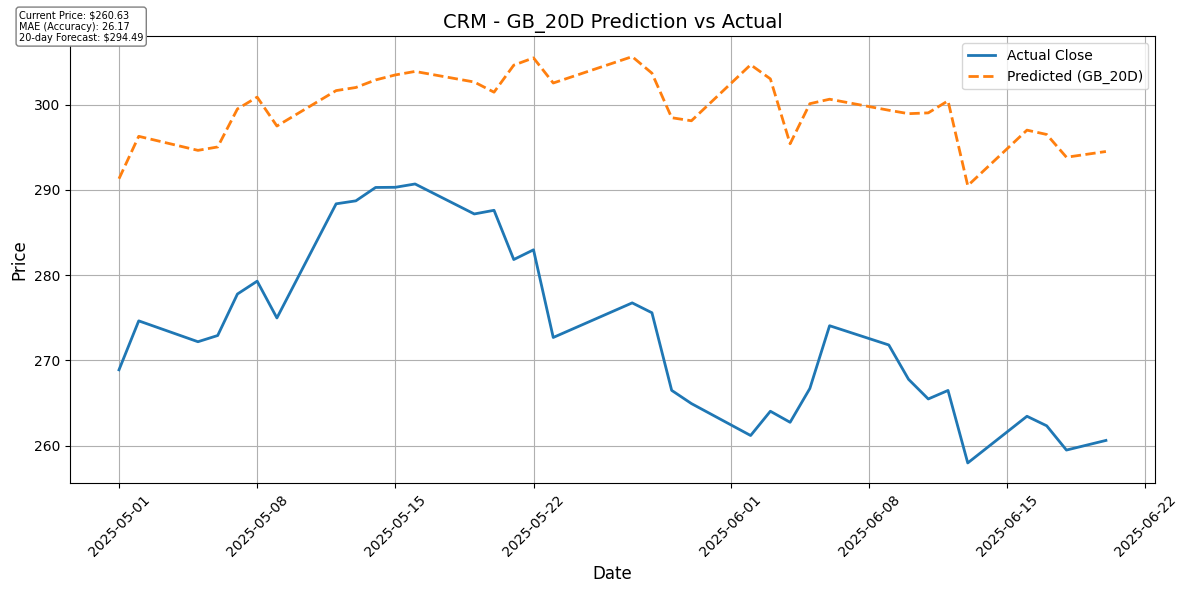 Current Price: $260.63
MAE (Accuracy): 26.17
20-day Forecast: $294.49
CRM - GB_20D Prediction vs Actual
Actual Close
Predicted (GB_20D)
Price
300
290
280
270
260
2025-05-01
2025-05-08
2025-05-15
2025-05-22
2025-06-01
2025-06-08
2025-06-15
2025-06-22
Date